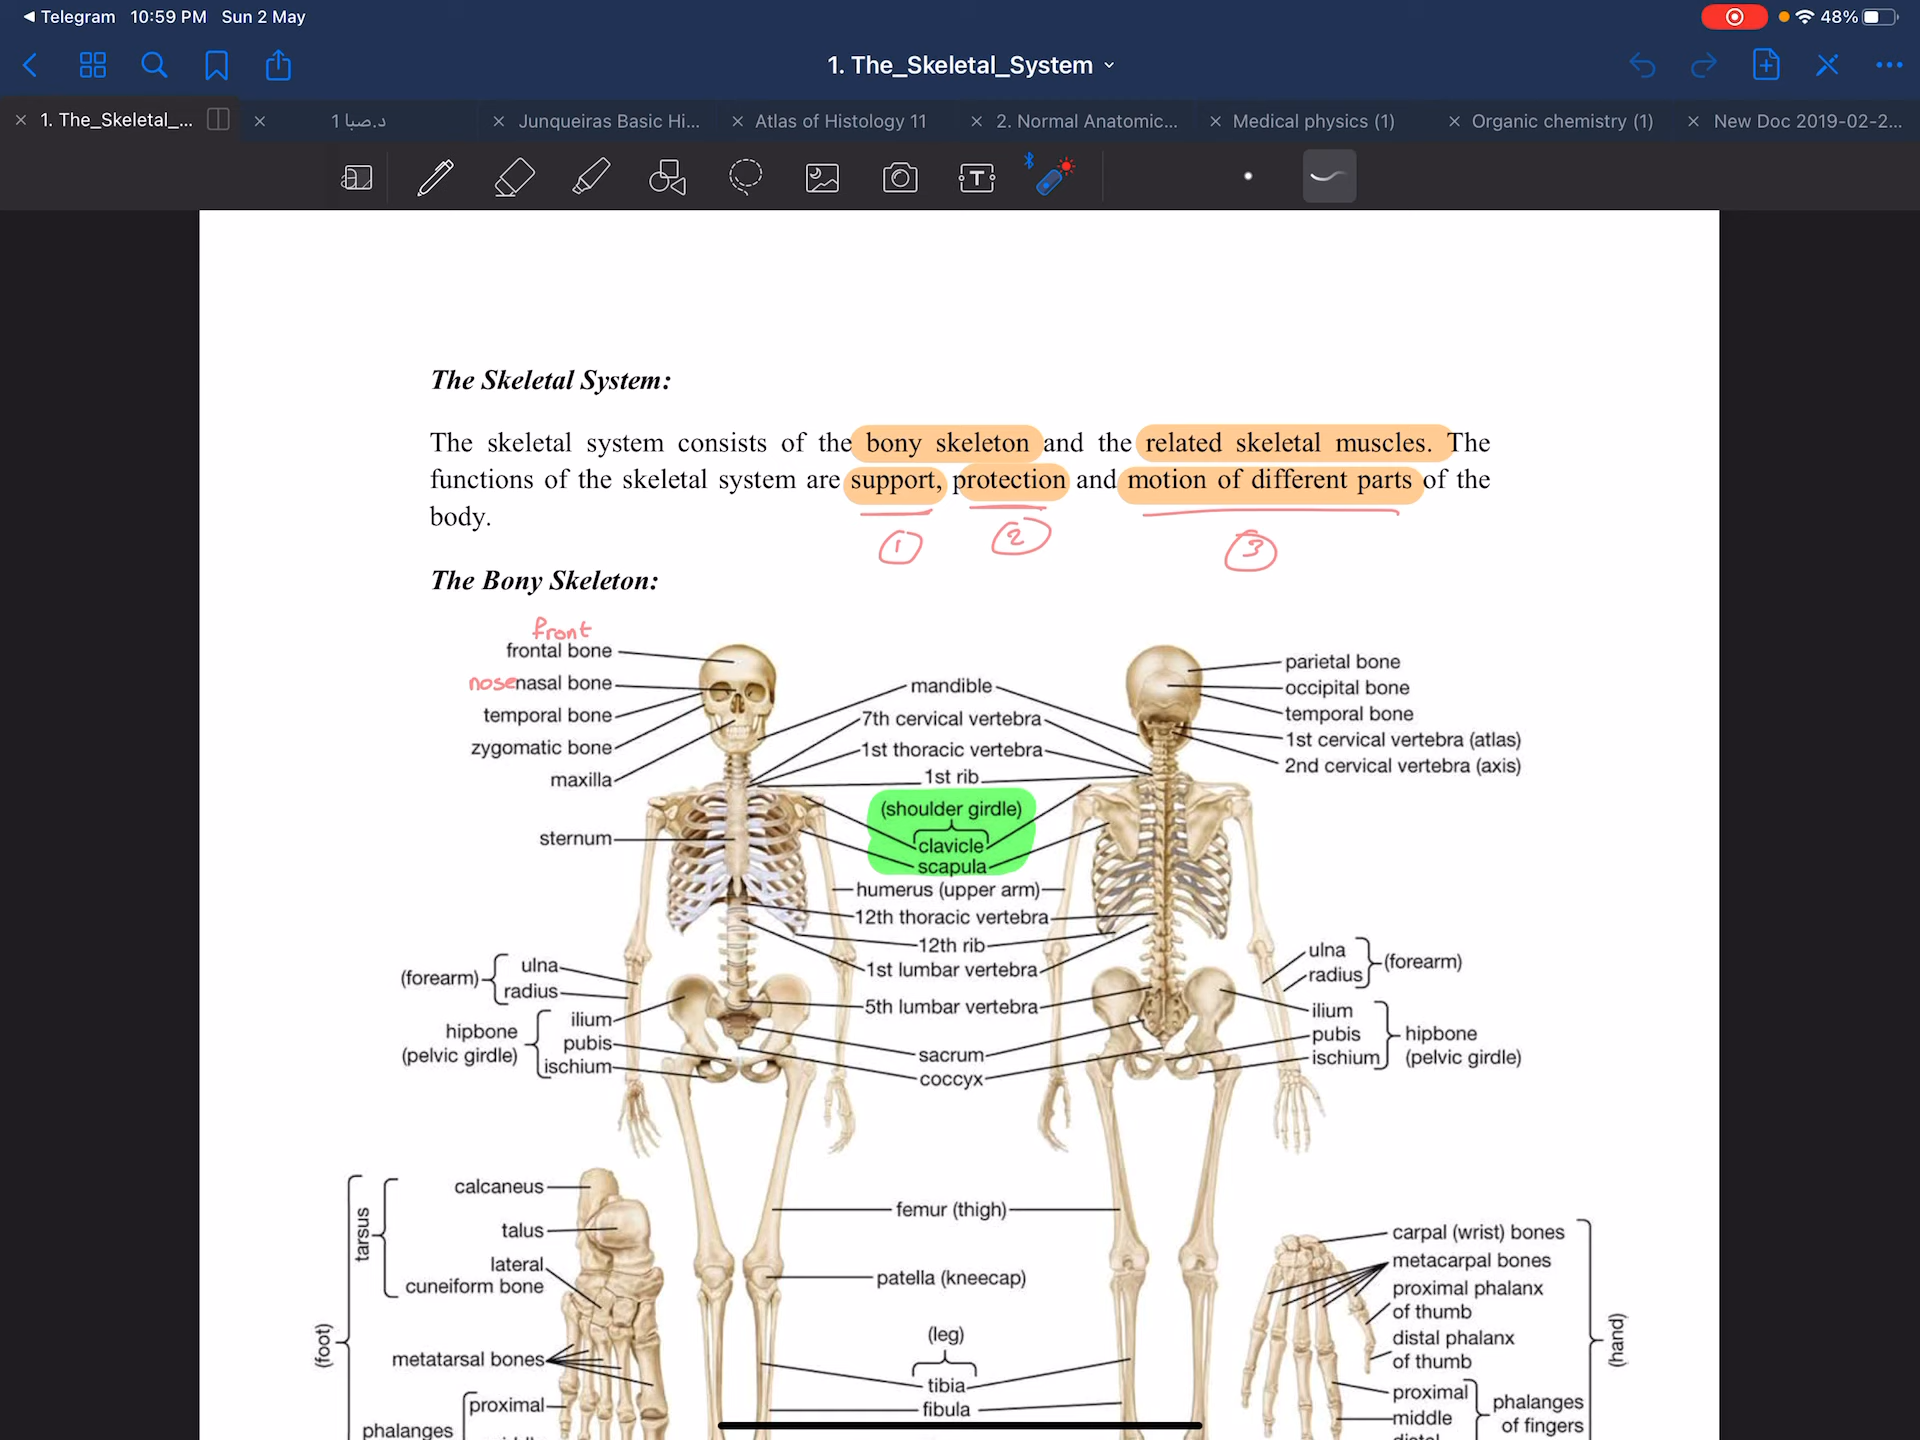 Telegram 10:59 PM Sun 2 May
48%
1. The_Skeletal_System
1. The_Skeletal_...
د.صبا 1
Junqueiras Basic Hi...
Atlas of Histology 11
2. Normal Anatomic...
Medical physics (1)
Organic chemistry (1)
New Doc 2019-02-2...
The Skeletal System:
The skeletal system consists of the bony skeleton and the related skeletal muscles. The
functions of the skeletal system are support, protection and motion of different parts of the
body.
1
2
3
The Bony Skeleton:
front
frontal bone
nose nasal bone
temporal bone
zygomatic bone
maxilla
sternum
(forearm)
ulna
radius
hipbone
(pelvic girdle)
ilium
pubis
ischium
mandible
7th cervical vertebra
1st thoracic vertebra
1st rib
(shoulder girdle)
clavicle
scapula
humerus (upper arm)
12th thoracic vertebra
12th rib
1st lumbar vertebra
5th lumbar vertebra
sacrum
coccyx
parietal bone
occipital bone
temporal bone
1st cervical vertebra (atlas)
2nd cervical vertebra (axis)
ulna
radius
(forearm)
ilium
pubis
ischium
hipbone
(pelvic girdle)
(foot)
tarsus
calcaneus
talus
lateral
cuneiform bone
metatarsal bones
phalanges
proximal
femur (thigh)
patella (kneecap)
(leg)
tibia
fibula
carpal (wrist) bones
metacarpal bones
proximal phalanx
of thumb
distal phalanx
of thumb
proximal
middle
distal
phalanges
of fingers
(hand)